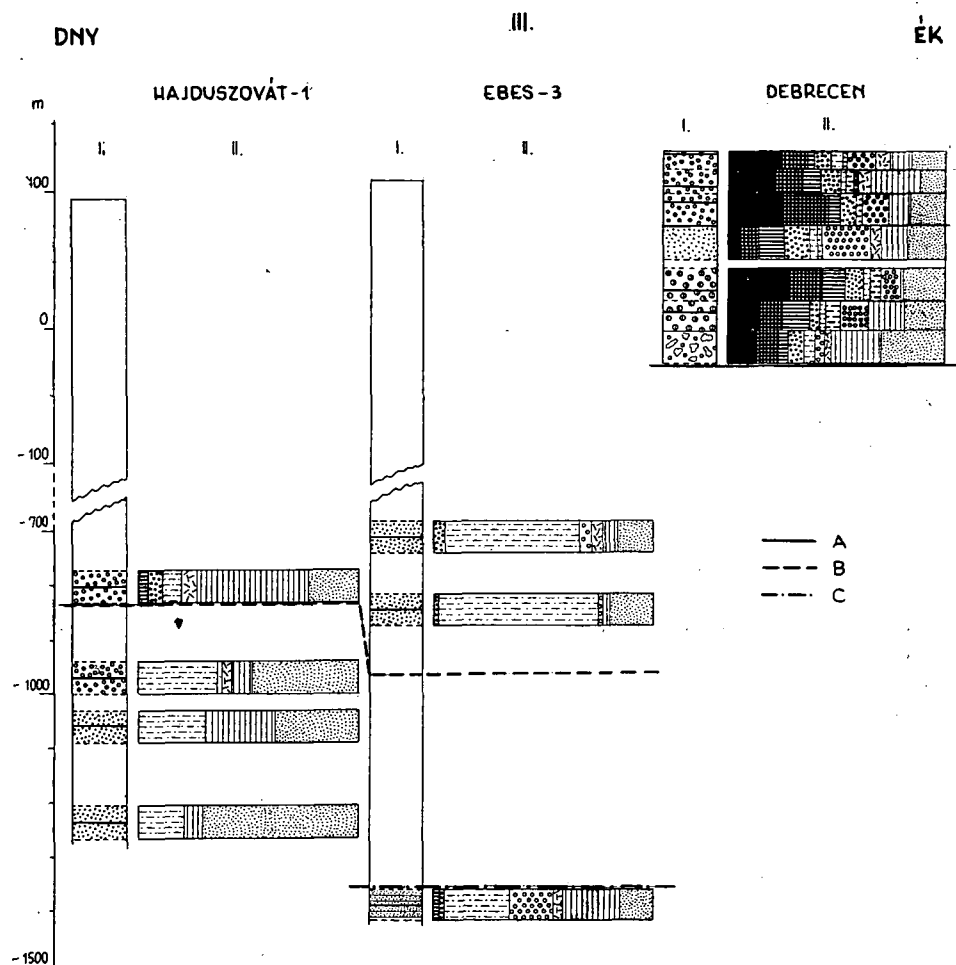 III.
DNY ÉK
HAJDUSZOVÁT-1 EBES-3 DEBRECEN
m
I. II. I. II. I. II.
100
0
-100
-700
A
B
C
-1000
-1500